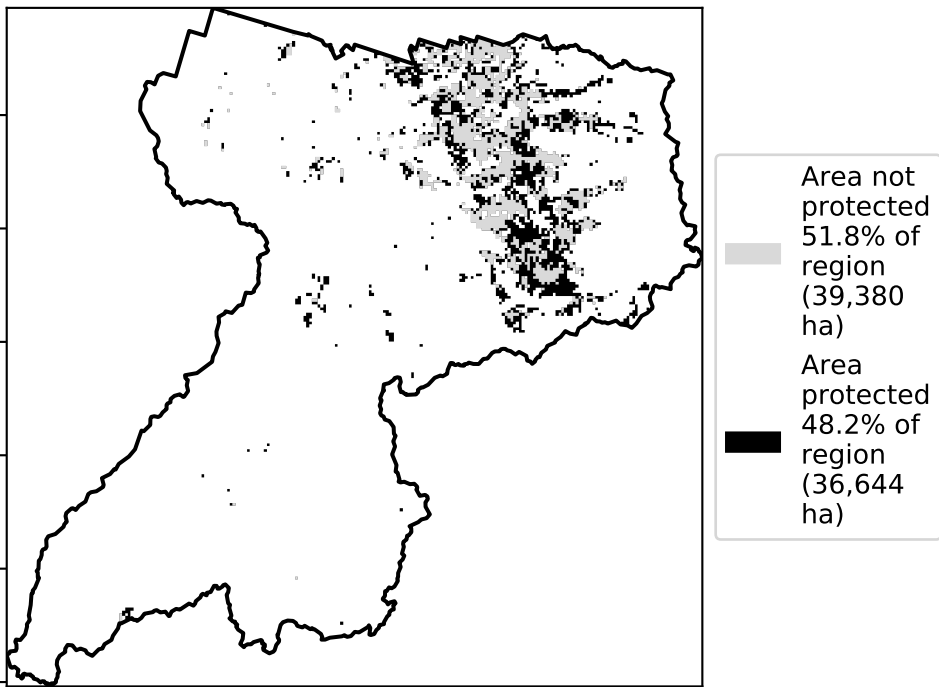 Area not
protected
51.8% of
region
(39,380
ha)
Area
protected
48.2% of
region
(36,644
ha)